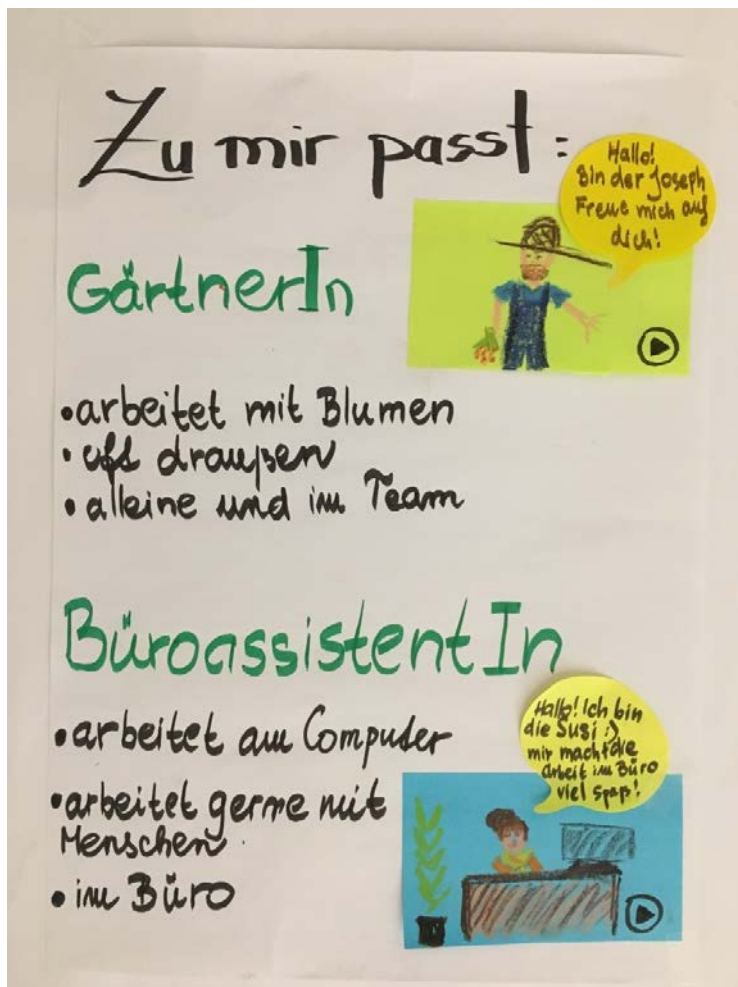 Zu mir passt:
Hallo!
Bin der Joseph
Freue mich auf
dich!
GärtnerIn
• arbeitet mit Blumen
• oft draußen
• alleine und im Team
BüroassistentIn
• arbeitet am Computer
• arbeitet gerne mit
Menschen
• im Büro
Hallo! Ich bin
die Susi :)
mir macht die
Arbeit im Büro
viel Spaß!